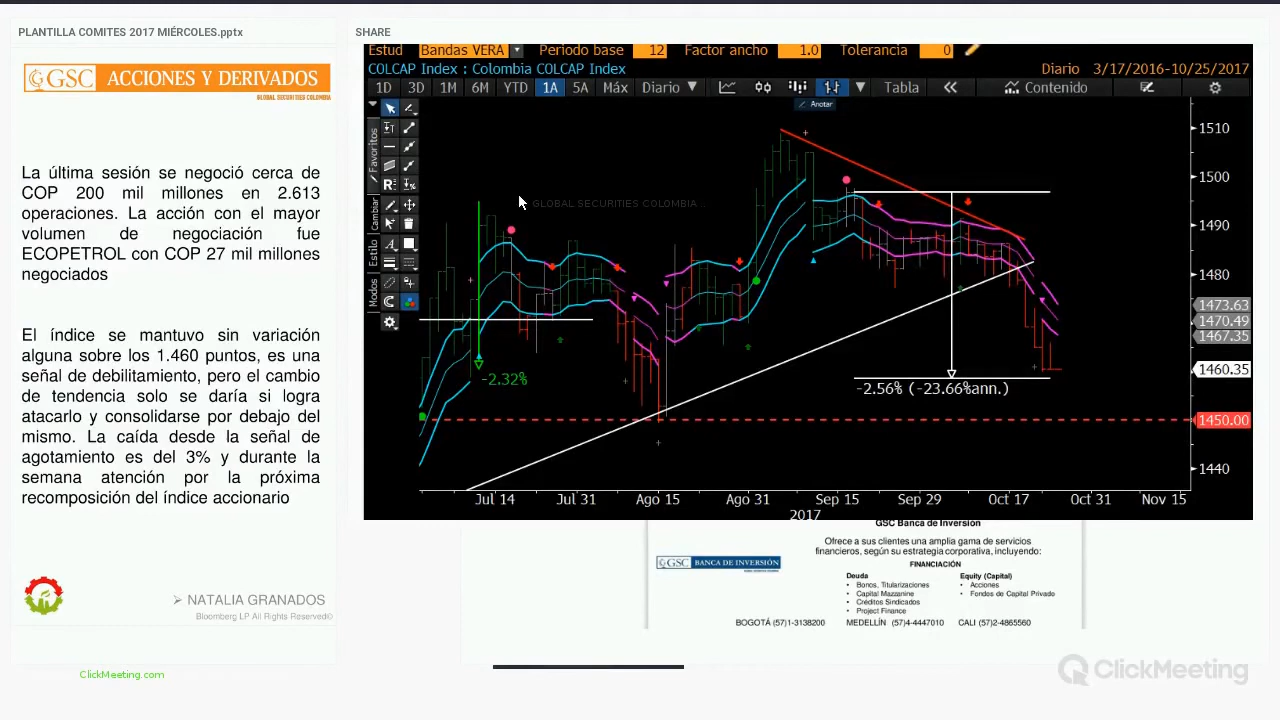 PLANTILLA COMITES 2017 MIÉRCOLES.pptx
GSC ACCIONES Y DERIVADOS
GLOBAL SECURITIES COLOMBIA
La última sesión se negoció cerca de
COP 200 mil millones en 2.613
operaciones. La acción con el mayor
volumen de negociación fue
ECOPETROL con COP 27 mil millones
negociados
El índice se mantuvo sin variación
alguna sobre los 1.460 puntos, es una
señal de debilitamiento, pero el cambio
de tendencia solo se daría si logra
atacarlo y consolidarse por debajo del
mismo. La caída desde la señal de
agotamiento es del 3% y durante la
semana atención por la próxima
recomposición del índice accionario
➢ NATALIA GRANADOS
Bloomberg LP All Rights Reserved©
ClickMeeting.com
SHARE
Estud Bandas VERA Periodo base 12 Factor ancho 1.0 Tolerancia 0
COLCAP Index : Colombia COLCAP Index Diario 3/17/2016-10/25/2017
1D 3D 1M 6M YTD 1A 5A Máx Diario Tabla Contenido
Anotar
Favoritos
Cambiar
Estilo
Modos
GLOBAL SECURITIES COLOMBIA ...
1510
1500
1490
1480
1473.63
1470.49
1467.35
1460.35
1450.00
1440
-2.32%
-2.56% (-23.66%ann.)
Jul 14 Jul 31 Ago 15 Ago 31 Sep 15 Sep 29 Oct 17 Oct 31 Nov 15
2017
GSC Banca de Inversión
GSC BANCA DE INVERSIÓN
Ofrece a sus clientes una amplia gama de servicios
financieros, según su estrategia corporativa, incluyendo:
FINANCIACIÓN
Deuda
• Bonos, Titularizaciones
• Capital Mazzanine
• Créditos Sindicados
• Project Finance
Equity (Capital)
• Acciones
• Fondos de Capital Privado
BOGOTÁ (57)1-3138200 MEDELLÍN (57)4-4447010 CALI (57)2-4865560
ClickMeeting